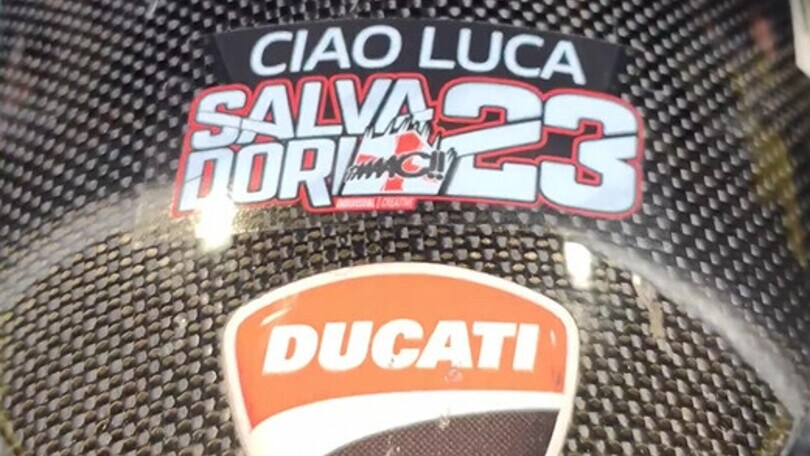 CIAO LUCA
SALVA
DORI 23
DUCATI